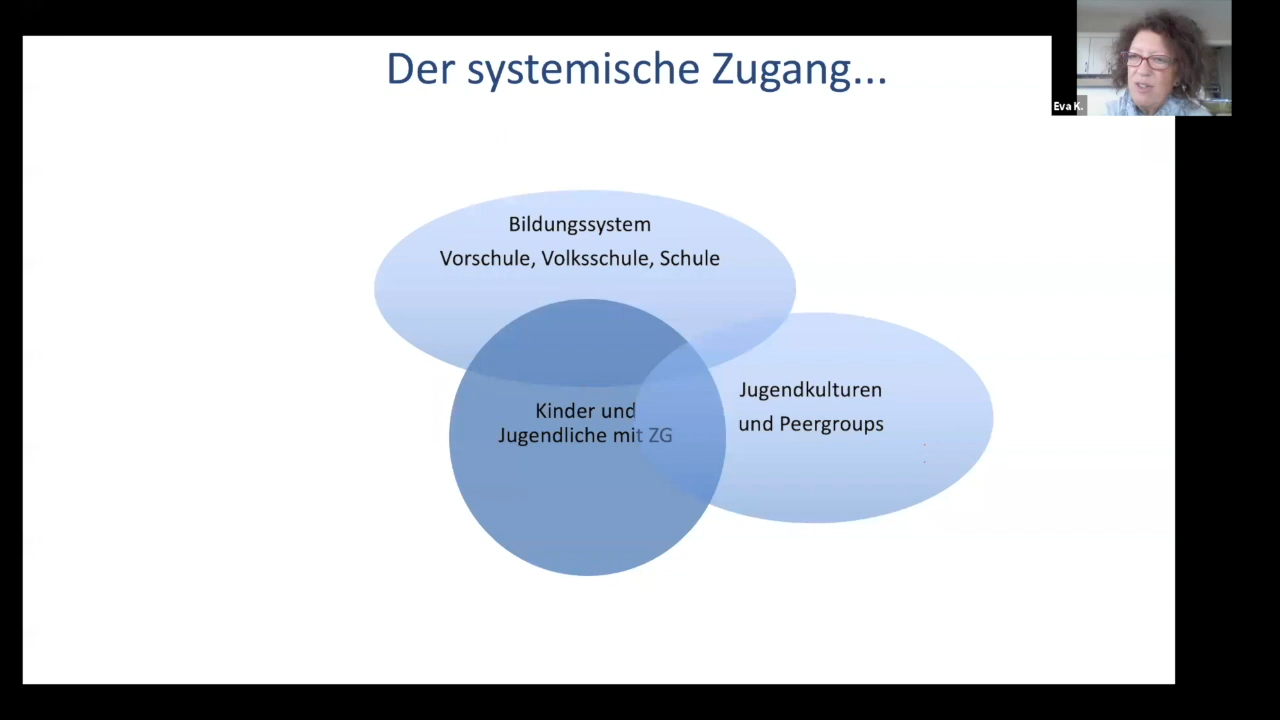 Der systemische Zugang...
Eva K.
Bildungssystem
Vorschule, Volksschule, Schule
Kinder und
Jugendliche mit ZG
Jugendkulturen
und Peergroups